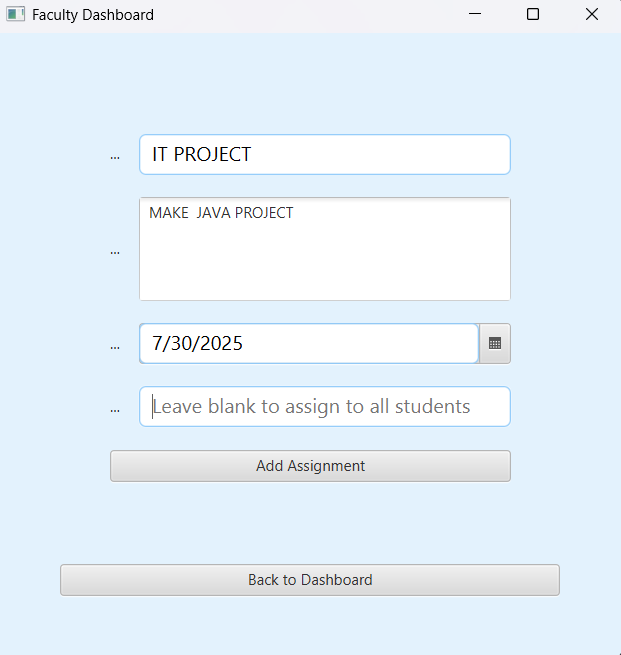 Faculty Dashboard
... IT PROJECT
... MAKE  JAVA PROJECT
... 7/30/2025
... Leave blank to assign to all students
Add Assignment
Back to Dashboard